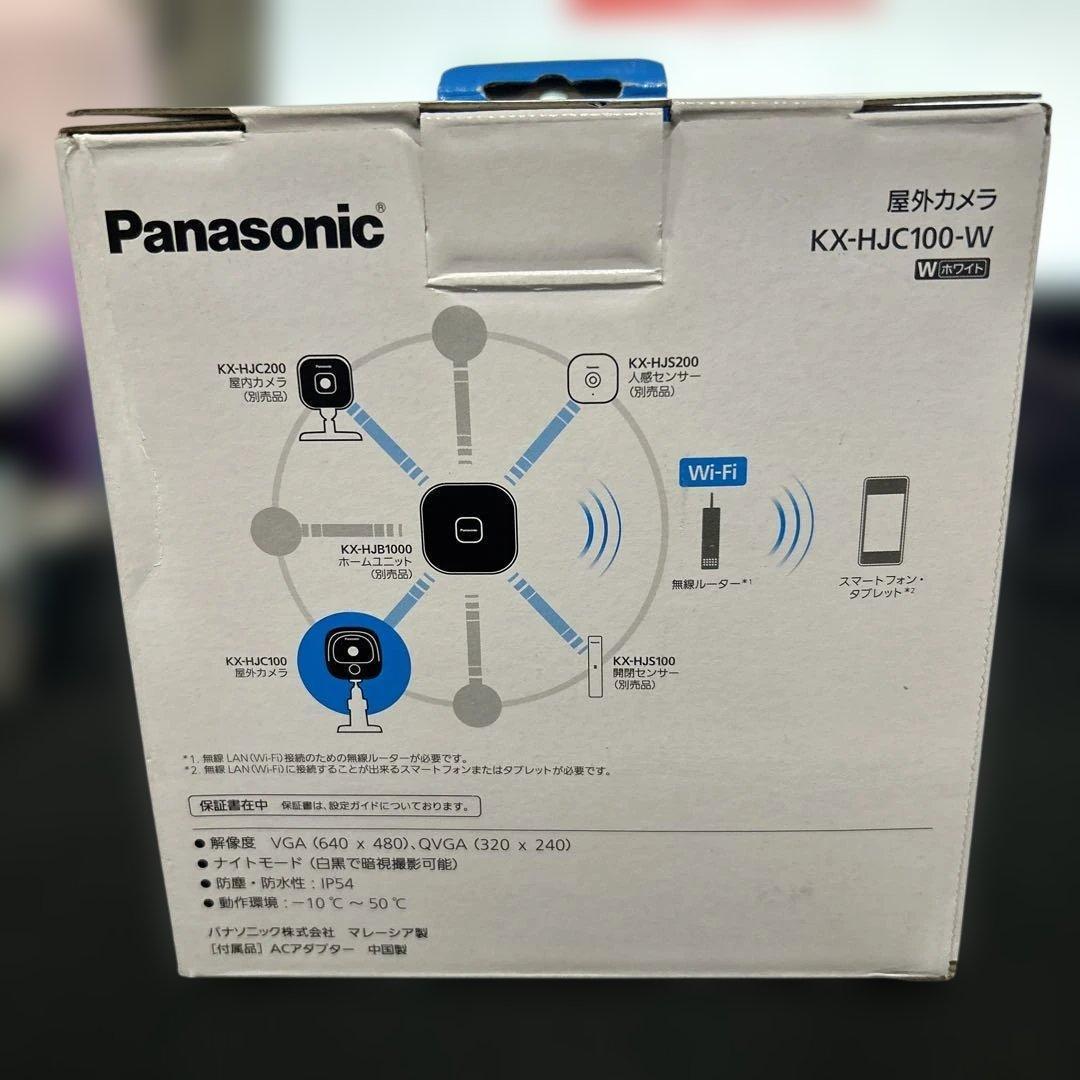 Panasonic®
屋外カメラ
KX-HJC100-W
W ホワイト
KX-HJC200
屋内カメラ
(別売品)
Panasonic
KX-HJS200
人感センサー
(別売品)
Wi-Fi
KX-HJB1000
ホームユニット
(別売品)
Panasonic
無線ルーター*1
スマートフォン・
タブレット*2
KX-HJC100
屋外カメラ
Panasonic
KX-HJS100
開閉センサー
(別売品)
*1. 無線 LAN(Wi-Fi)接続のための無線ルーターが必要です。
*2. 無線 LAN(Wi-Fi)に接続することが出来るスマートフォンまたはタブレットが必要です。
保証書在中 保証書は、設定ガイドについております。
● 解像度 VGA (640 x 480)、QVGA (320 x 240)
● ナイトモード (白黒で暗視撮影可能)
● 防塵・防水性 : IP54
● 動作環境 : −10 ℃ ～ 50 ℃
パナソニック株式会社 マレーシア製
[付属品] ACアダプター 中国製